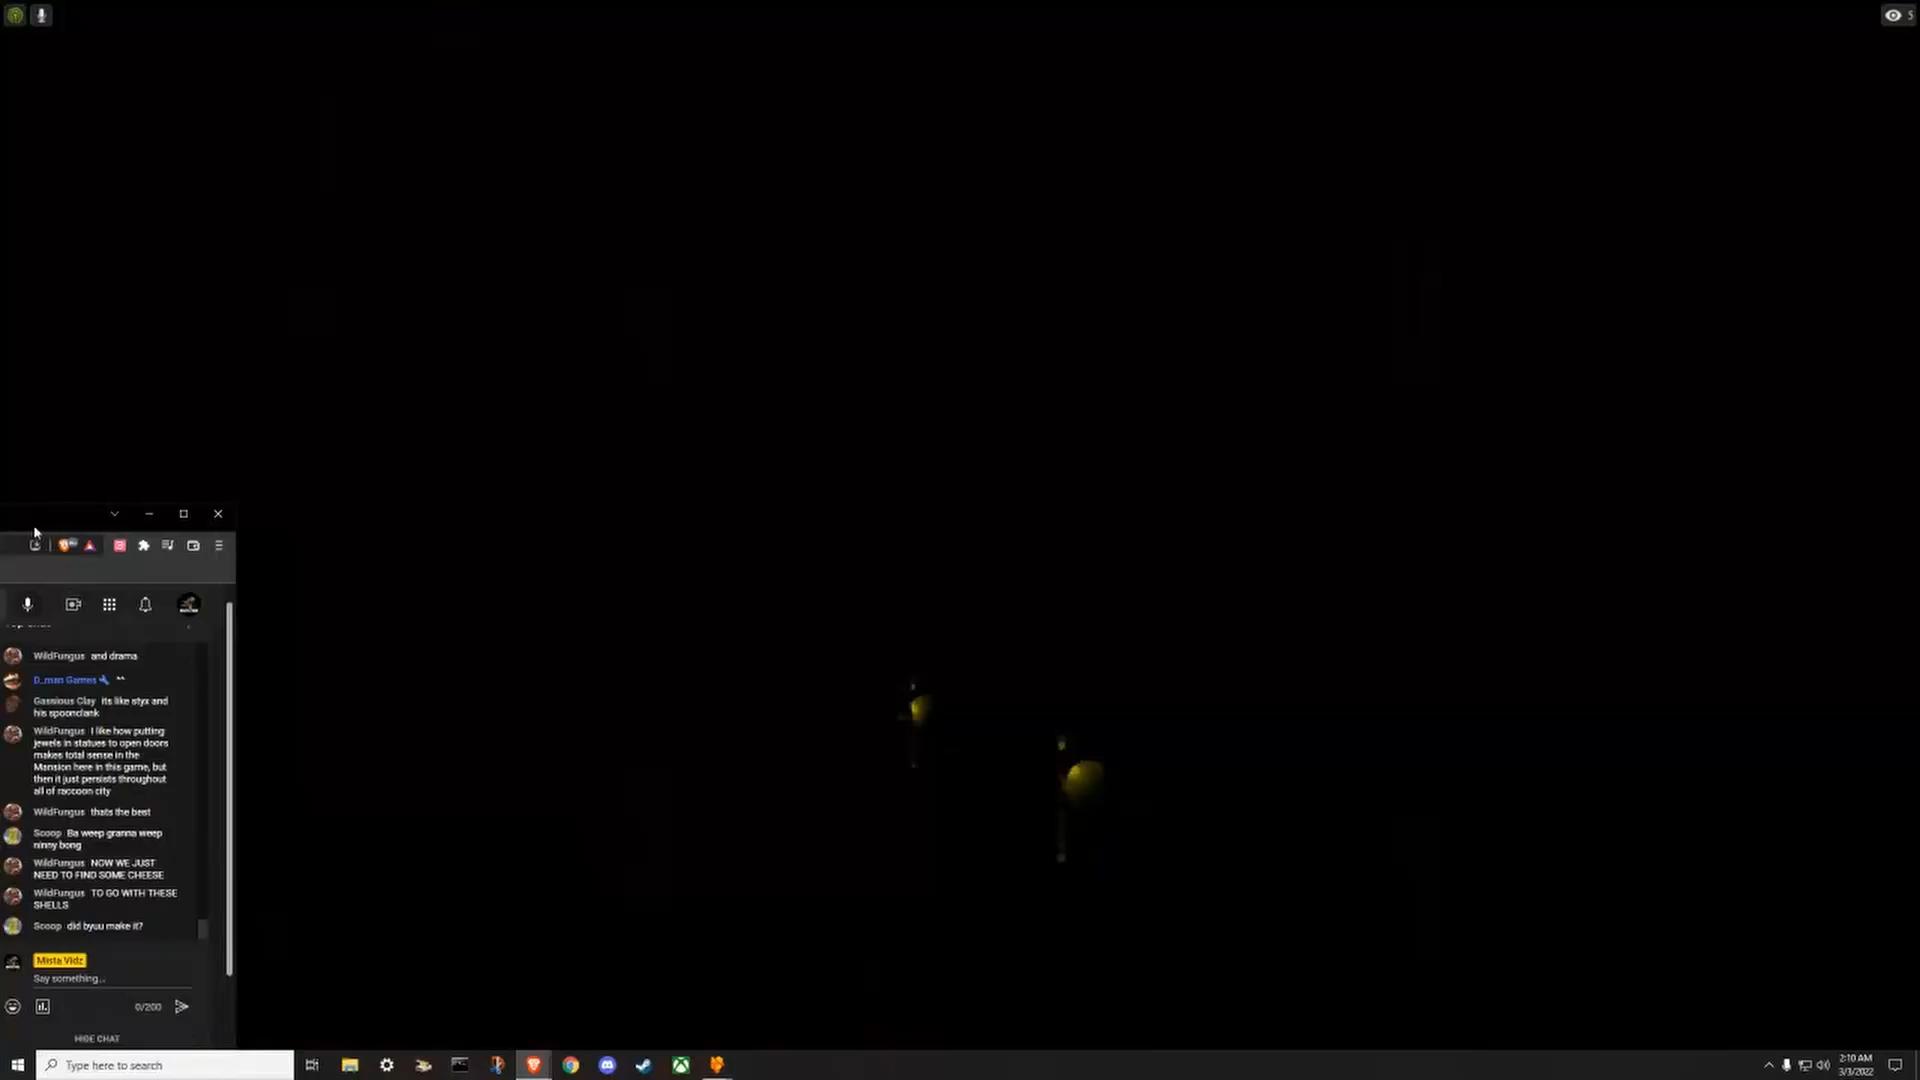 5
WildFungus and drama
D_man Games ^^
Gassious Clay its like styx and
his spoonclank
WildFungus I like how putting
jewels in statues to open doors
makes total sense in the
Mansion here in this game, but
then it just persists throughout
all of raccoon city
WildFungus thats the best
Scoop Ba weep granna weep
ninny bong
WildFungus NOW WE JUST
NEED TO FIND SOME CHEESE
WildFungus TO GO WITH THESE
SHELLS
Scoop did byuu make it?
Mista Vidz
Say something...
0/200
HIDE CHAT
Type here to search
2:10 AM
3/3/2022